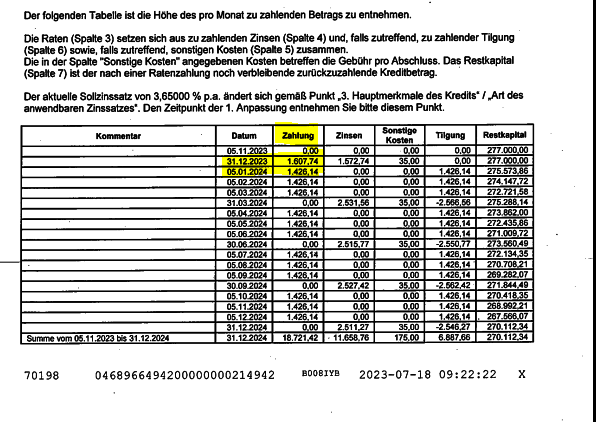 Der folgenden Tabelle ist die Höhe des pro Monat zu zahlenden Betrags zu entnehmen.
Die Raten (Spalte 3) setzen sich aus zu zahlenden Zinsen (Spalte 4) und, falls zutreffend, zu zahlender Tilgung
(Spalte 6) sowie, falls zutreffend, sonstigen Kosten (Spalte 5) zusammen.
Die in der Spalte "Sonstige Kosten" angegebenen Kosten betreffen die Gebühr pro Abschluss. Das Restkapital
(Spalte 7) ist der nach einer Ratenzahlung noch verbleibende zurückzuzahlende Kreditbetrag.
Der aktuelle Sollzinssatz von 3,65000 % p.a. ändert sich gemäß Punkt „3. Hauptmerkmale des Kredits“ / „Art des
anwendbaren Zinssatzes“. Den Zeitpunkt der 1. Anpassung entnehmen Sie bitte diesem Punkt.
Kommentar Datum Zahlung Zinsen Sonstige Kosten Tilgung Restkapital
05.11.2023 0,00 0,00 0,00 0,00 277.000,00
31.12.2023 1.607,74 1.572,74 35,00 0,00 277.000,00
05.01.2024 1.426,14 0,00 0,00 1.426,14 275.573,86
05.02.2024 1.426,14 0,00 0,00 1.426,14 274.147,72
05.03.2024 1.426,14 0,00 0,00 1.426,14 272.721,58
31.03.2024 0,00 2.531,56 35,00 -2.566,56 275.288,14
05.04.2024 1.426,14 0,00 0,00 1.426,14 273.862,00
05.05.2024 1.426,14 0,00 0,00 1.426,14 272.435,86
05.06.2024 1.426,14 0,00 0,00 1.426,14 271.009,72
30.06.2024 0,00 2.515,77 35,00 -2.550,77 273.560,49
05.07.2024 1.426,14 0,00 0,00 1.426,14 272.134,35
05.08.2024 1.426,14 0,00 0,00 1.426,14 270.708,21
05.09.2024 1.426,14 0,00 0,00 1.426,14 269.282,07
30.09.2024 0,00 2.527,42 35,00 -2.562,42 271.844,49
05.10.2024 1.426,14 0,00 0,00 1.426,14 270.418,35
05.11.2024 1.426,14 0,00 0,00 1.426,14 268.992,21
05.12.2024 1.426,14 0,00 0,00 1.426,14 267.566,07
31.12.2024 0,00 2.511,27 35,00 -2.546,27 270.112,34
Summe vom 05.11.2023 bis 31.12.2024 31.12.2024 18.721,42 11.658,76 175,00 6.887,66 270.112,34
70198 0468966494200000000214942 B008IYB 2023-07-18 09:22:22 X